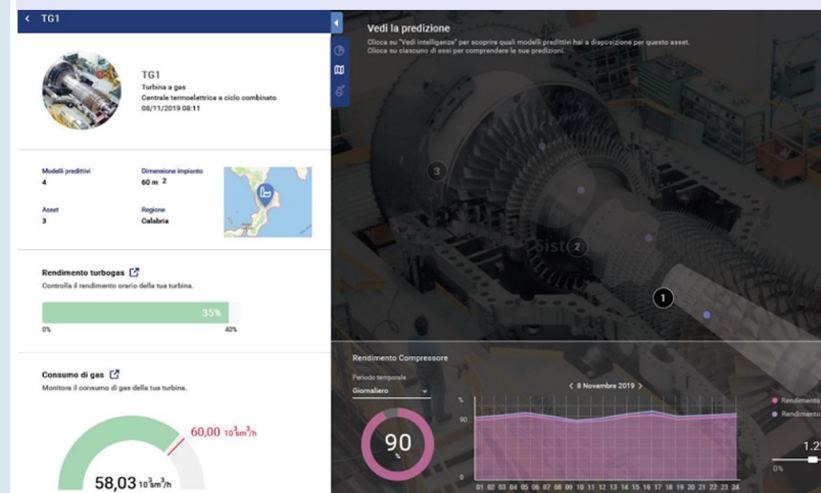 TG1
TG1
Turbina a gas
Centrale termoelettrica a ciclo combinato
08/11/2019 08:11
Modelli predittivi
4
Dimensione impianto
60 m 2
Asset
3
Regione
Calabria
Rendimento turbogas
Controlla il rendimento orario della tua turbina.
35%
0%
40%
Consumo di gas
Monitora il consumo di gas della tua turbina.
60,00 10³sm³/h
58,03 10³sm³/h
Vedi la predizione
Clicca su "Vedi intelligenza" per scoprire quali modelli predittivi hai a disposizione per questo asset.
Clicca su ciascuno di essi per comprendere le sue predizioni.
3
2
1
Rendimento Compressore
Periodo temporale
Giornaliero
90
%
< 8 Novembre 2019 >
%
90
0
01 02 03 04 05 06 07 08 09 10 11 12 13 14 15 16 17 18 19 20 21 22 23 24
Rendimento
Rendimento
0%